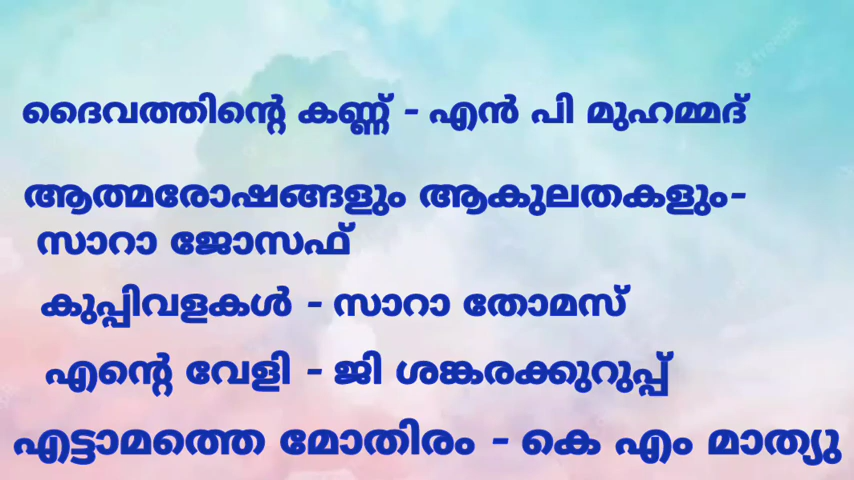 ദൈവത്തിന്റെ കണ്ണ് - എൻ പി മുഹമ്മദ്
ആത്മരോഷങ്ങളും ആകുലതകളും-
സാറാ ജോസഫ്
കുപ്പിവളകൾ - സാറാ തോമസ്
എന്റെ വേളി - ജി ശങ്കരക്കുറുപ്പ്
എട്ടാമത്തെ മോതിരം - കെ എം മാത്യു